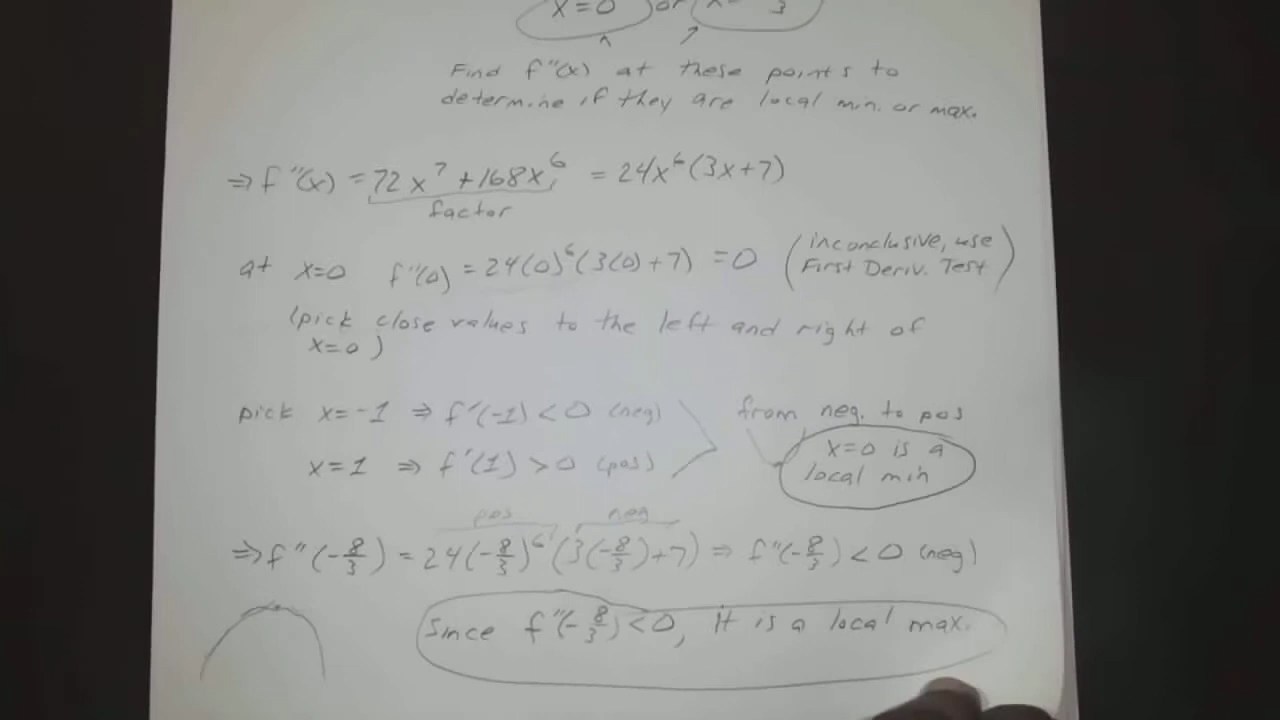 x=0 or x=- 3
Find f"(x) at these points to
determine if they are local min. or max.
⇒ f"(x) = 72x⁷ + 168x⁶ = 24x⁶(3x+7)
factor
at x=0 f"(0) = 24(0)⁶(3(0)+7) = 0 (inconclusive, use
First Deriv. Test)
(pick close values to the left and right of
x=0)
pick x=-1 ⇒ f'(-1) < 0 (neg)
from neg. to pos
x=1 ⇒ f'(1) > 0 (pos)
x=0 is a
local min
pos neg
⇒ f"(-8/3) = 24(-8/3)⁶(3(-8/3)+7) ⇒ f"(-8/3) < 0 (neg)
Since f"(-8/3) < 0, it is a local max.